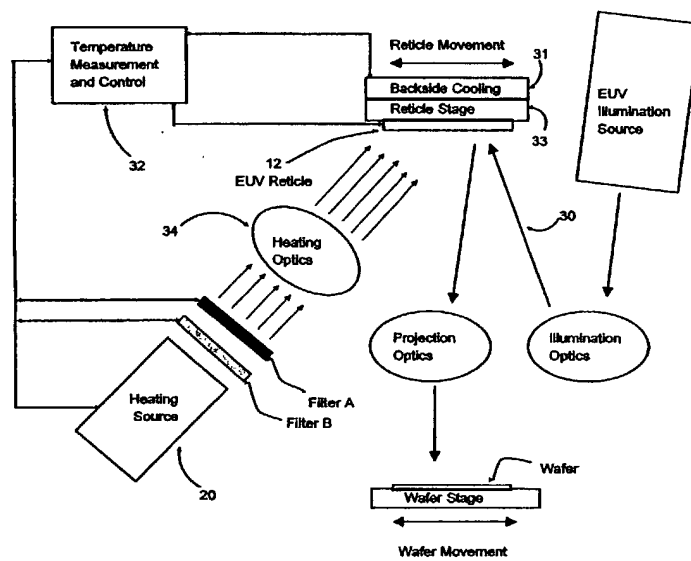 Temperature
Measurement
and Control
32
Reticle Movement
31
Backside Cooling
Reticle Stage
33
12
EUV Reticle
EUV
Illumination
Source
34
Heating
Optics
30
Projection
Optics
Illumination
Optics
Heating
Source
Filter A
Filter B
20
Wafer
Wafer Stage
Wafer Movement